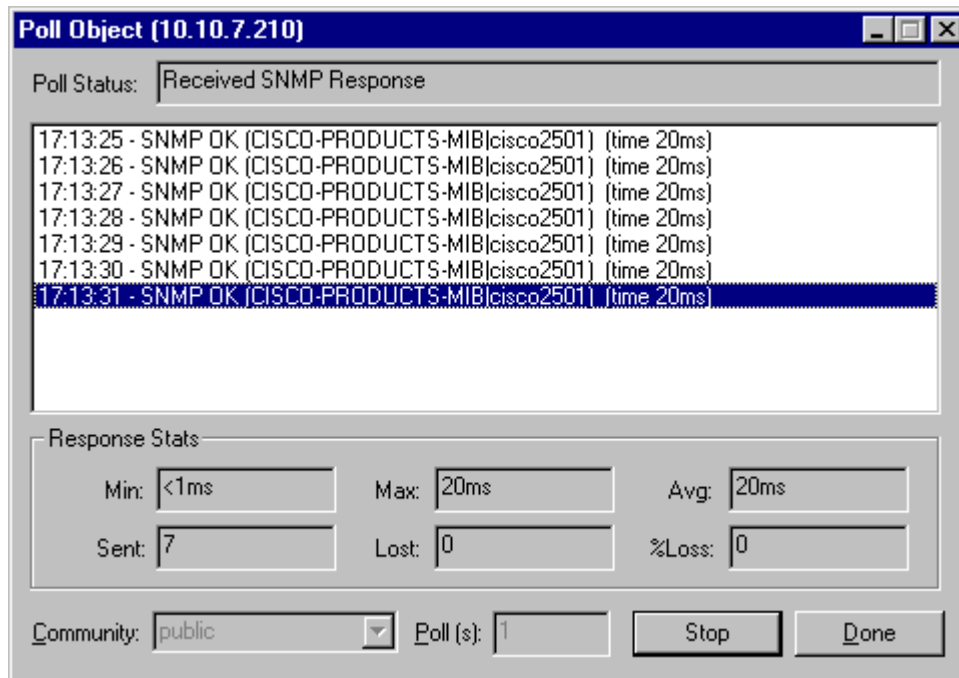 Poll Object (10.10.7.210)
Poll Status: Received SNMP Response
17:13:25 - SNMP OK (CISCO-PRODUCTS-MIB|cisco2501) (time 20ms)
17:13:26 - SNMP OK (CISCO-PRODUCTS-MIB|cisco2501) (time 20ms)
17:13:27 - SNMP OK (CISCO-PRODUCTS-MIB|cisco2501) (time 20ms)
17:13:28 - SNMP OK (CISCO-PRODUCTS-MIB|cisco2501) (time 20ms)
17:13:29 - SNMP OK (CISCO-PRODUCTS-MIB|cisco2501) (time 20ms)
17:13:30 - SNMP OK (CISCO-PRODUCTS-MIB|cisco2501) (time 20ms)
17:13:31 - SNMP OK (CISCO-PRODUCTS-MIB|cisco2501) (time 20ms)
Response Stats
Min: <1ms Max: 20ms Avg: 20ms
Sent: 7 Lost: 0 %Loss: 0
Community: public Poll (s): 1 Stop Done